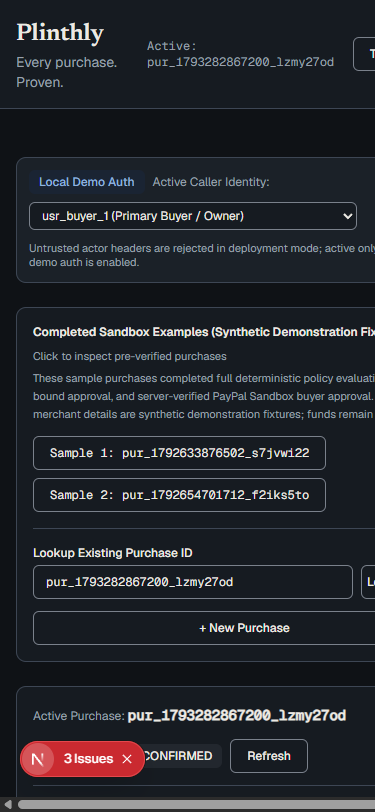 Plinthly
Every purchase.
Proven.
Active:
pur_1793282867200_lzmy27od
Local Demo Auth Active Caller Identity:
usr_buyer_1 (Primary Buyer / Owner)
Untrusted actor headers are rejected in deployment mode; active only
demo auth is enabled.
Completed Sandbox Examples (Synthetic Demonstration Fix
Click to inspect pre-verified purchases
These sample purchases completed full deterministic policy evaluati
bound approval, and server-verified PayPal Sandbox buyer approval.
merchant details are synthetic demonstration fixtures; funds remain
Sample 1: pur_1792633876502_s7jvwi22
Sample 2: pur_1792654701712_f2iks5to
Lookup Existing Purchase ID
pur_1793282867200_lzmy27od
+ New Purchase
Active Purchase: pur_1793282867200_lzmy27od
N 3 Issues CONFIRMED Refresh